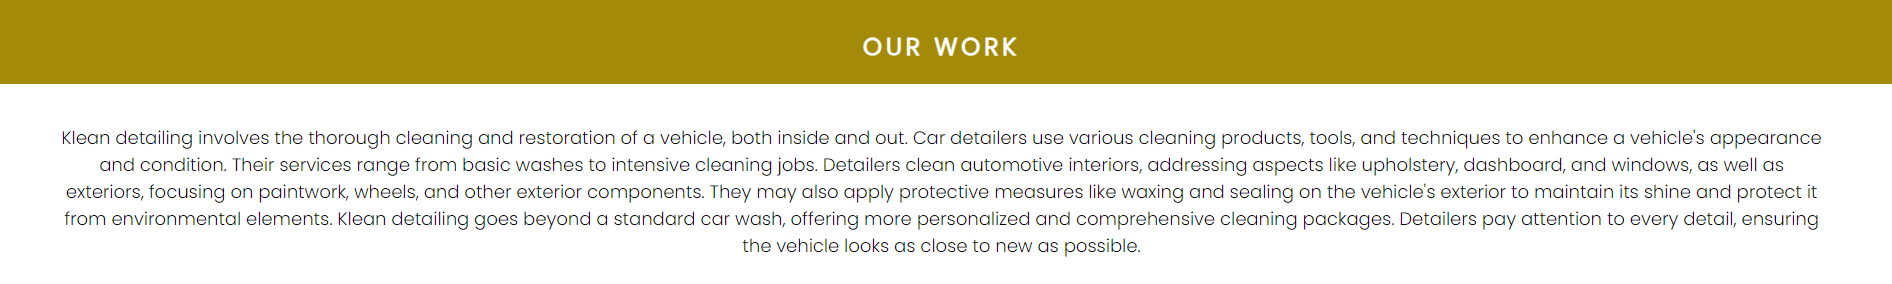 OUR WORK
Klean detailing involves the thorough cleaning and restoration of a vehicle, both inside and out. Car detailers use various cleaning products, tools, and techniques to enhance a vehicle's appearance
and condition. Their services range from basic washes to intensive cleaning jobs. Detailers clean automotive interiors, addressing aspects like upholstery, dashboard, and windows, as well as
exteriors, focusing on paintwork, wheels, and other exterior components. They may also apply protective measures like waxing and sealing on the vehicle's exterior to maintain its shine and protect it
from environmental elements. Klean detailing goes beyond a standard car wash, offering more personalized and comprehensive cleaning packages. Detailers pay attention to every detail, ensuring
the vehicle looks as close to new as possible.